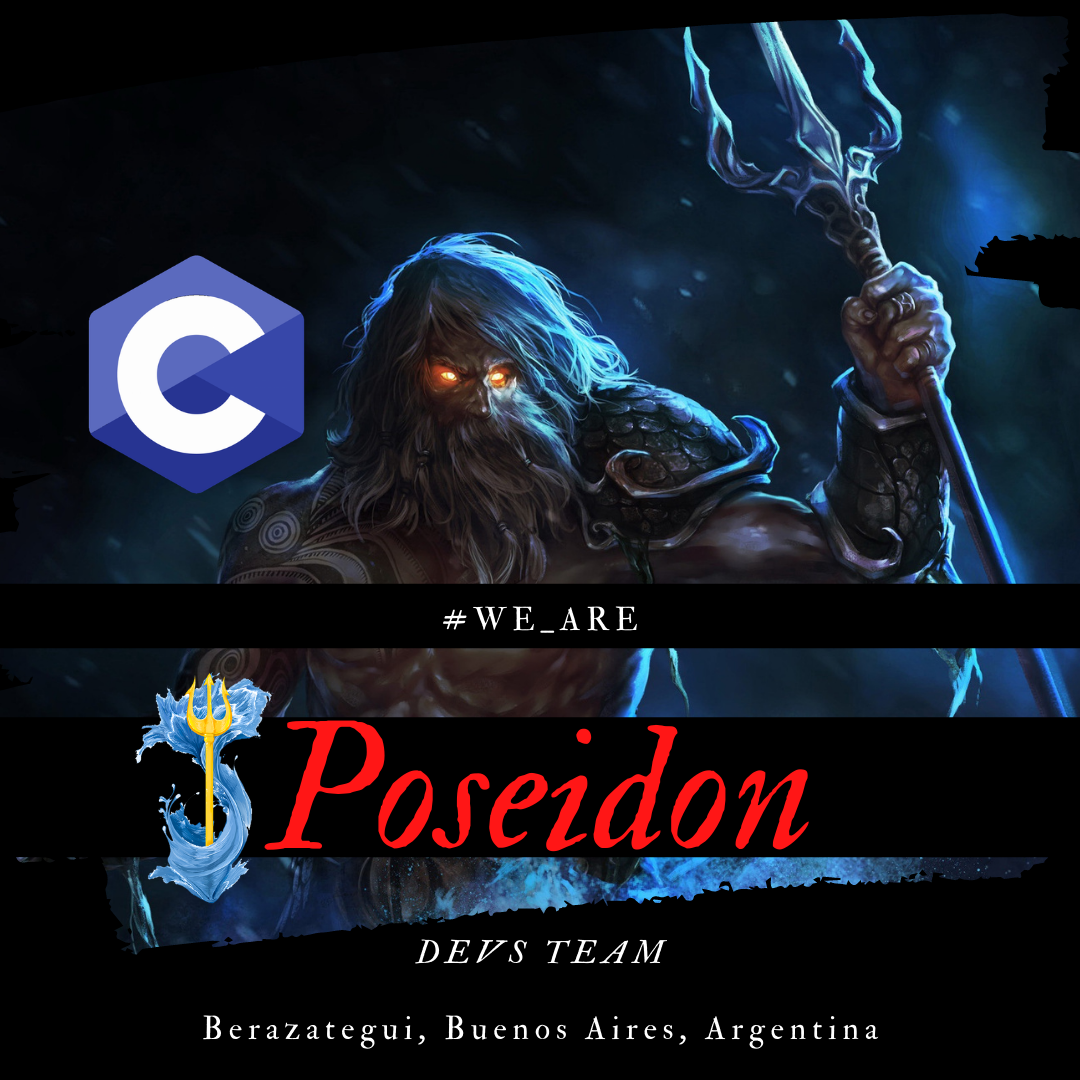 C
#WE_ARE
Poseidon
DEVS TEAM
Berazategui, Buenos Aires, Argentina